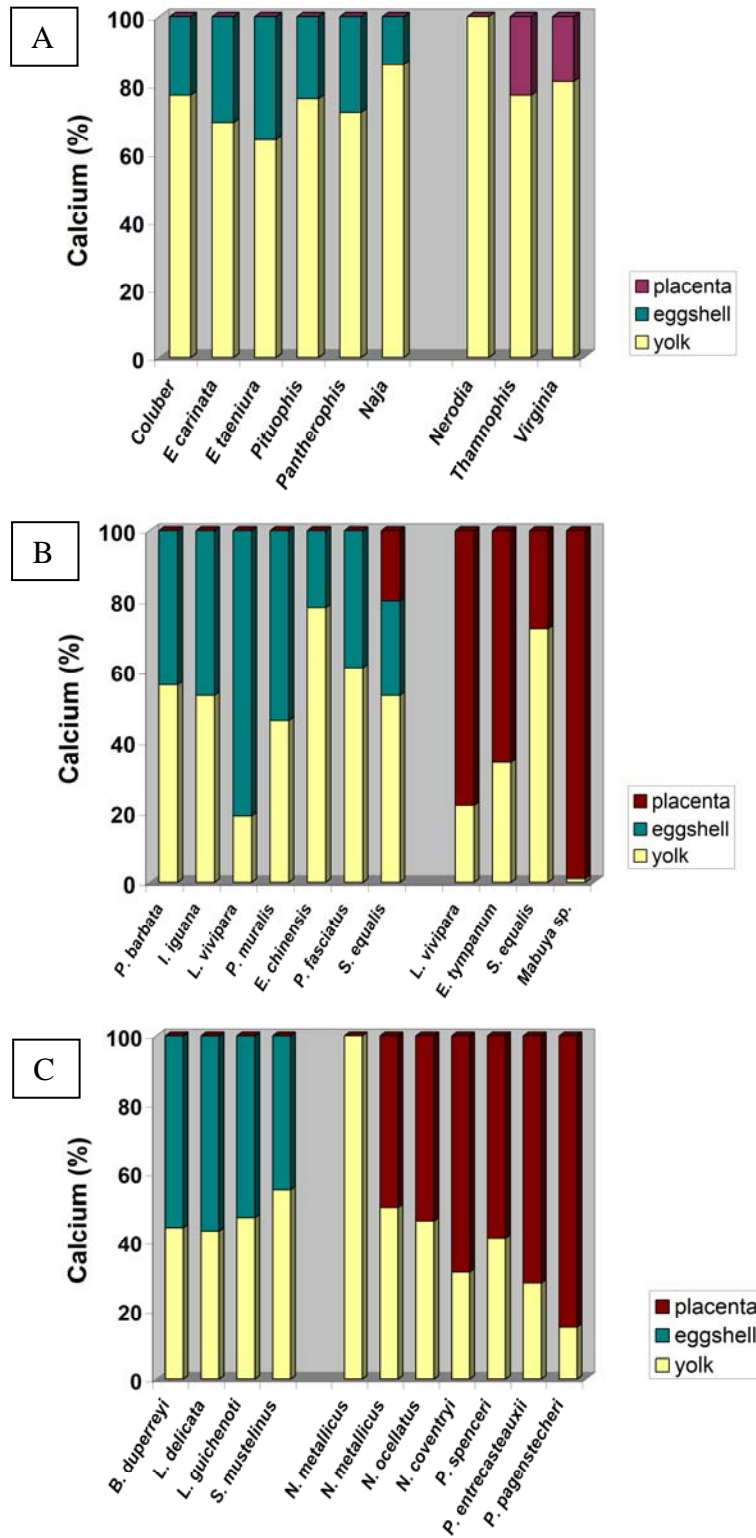 A
Calcium (%)
100
80
60
40
20
0
Coluber
E carinata
E taeniura
Pituophis
Pantherophis
Naja
Nerodia
Thamnophis
Virginia
placenta
eggshell
yolk
B
Calcium (%)
100
80
60
40
20
0
P. barbata
I. iguana
L. vivipara
P. muralis
E. chinensis
P. fasciatus
S. equalis
L. vivipara
E. tympanum
S. equalis
Mabuya sp.
placenta
eggshell
yolk
C
Calcium (%)
100
80
60
40
20
0
B. duperreyi
L. delicata
L. guichenoti
S. mustelinus
N. metallicus
N. metallicus
N. ocellatus
N. coventryi
P. spenceri
P. entrecasteauxii
P. pagenstecheri
placenta
eggshell
yolk